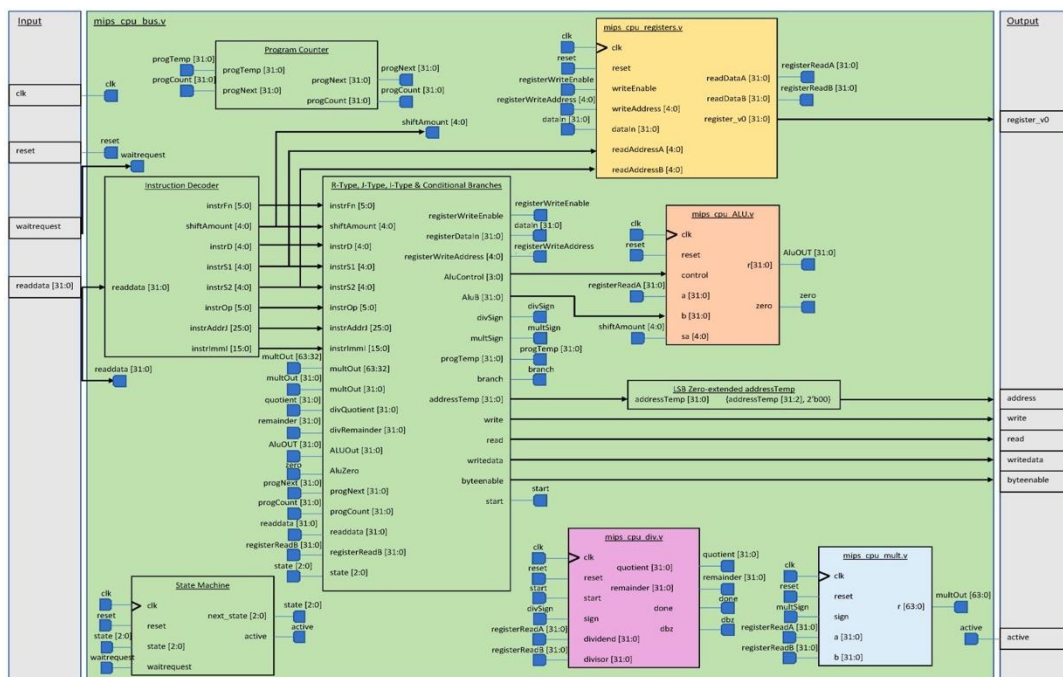 Input
clk
reset
waitrequest
readdata [31:0]
mips_cpu_bus.v
clk
reset
waitrequest
readdata [31:0]
Program Counter
progTemp [31:0]
progTemp [31:0]
progCount [31:0]
progNext [31:0]
progNext [31:0]
progNext [31:0]
progCount [31:0]
progCount [31:0]
shiftAmount [4:0]
Instruction Decoder
readdata [31:0]
instrFn [5:0]
shiftAmount [4:0]
instrD [4:0]
instrS1 [4:0]
instrS2 [4:0]
instrOp [5:0]
instrAddrJ [25:0]
instrImmI [15:0]
R-Type, J-Type, I-Type & Conditional Branches
instrFn [5:0]
shiftAmount [4:0]
instrD [4:0]
instrS1 [4:0]
instrS2 [4:0]
instrOp [5:0]
instrAddrJ [25:0]
instrImmI [15:0]
multOut [63:32]
multOut [63:32]
multOut [31:0]
multOut [31:0]
quotient [31:0]
divQuotient [31:0]
remainder [31:0]
divRemainder [31:0]
AluOUT [31:0]
ALUOut [31:0]
zero
AluZero
progNext [31:0]
progNext [31:0]
progCount [31:0]
progCount [31:0]
readdata [31:0]
readdata [31:0]
registerReadB [31:0]
registerReadB [31:0]
state [2:0]
state [2:0]
registerWriteEnable
registerWriteEnable
dataIn [31:0]
registerDataIn [31:0]
registerWriteAddress
registerWriteAddress [4:0]
AluControl [3:0]
AluB [31:0]
divSign
divSign
multSign
multSign
progTemp [31:0]
progTemp [31:0]
branch
branch
addressTemp [31:0]
write
read
writedata
byteenable
start
start
mips_cpu_registers.v
clk
clk
reset
reset
registerWriteEnable
writeEnable
registerWriteAddress [4:0]
writeAddress [4:0]
dataIn [31:0]
dataIn [31:0]
readAddressA [4:0]
readAddressB [4:0]
readDataA [31:0]
registerReadA [31:0]
readDataB [31:0]
registerReadB [31:0]
register_v0 [31:0]
mips_cpu_ALU.v
clk
clk
reset
reset
control
registerReadA [31:0]
a [31:0]
b [31:0]
shiftAmount [4:0]
sa [4:0]
r[31:0]
AluOUT [31:0]
zero
zero
LSB Zero-extended addressTemp
addressTemp [31:0] {addressTemp [31:2], 2'b00}
State Machine
clk
clk
reset
reset
state [2:0]
state [2:0]
waitrequest
waitrequest
next_state [2:0]
state [2:0]
active
active
mips_cpu_div.v
clk
clk
reset
reset
start
start
divSign
sign
registerReadA [31:0]
dividend [31:0]
registerReadB [31:0]
divisor [31:0]
quotient [31:0]
quotient [31:0]
remainder [31:0]
remainder [31:0]
done
done
dbz
dbz
mips_cpu_mult.v
clk
clk
reset
reset
multSign
sign
registerReadA [31:0]
a [31:0]
registerReadB [31:0]
b [31:0]
r [63:0]
multOut [63:0]
active
Output
register_v0
address
write
read
writedata
byteenable
active